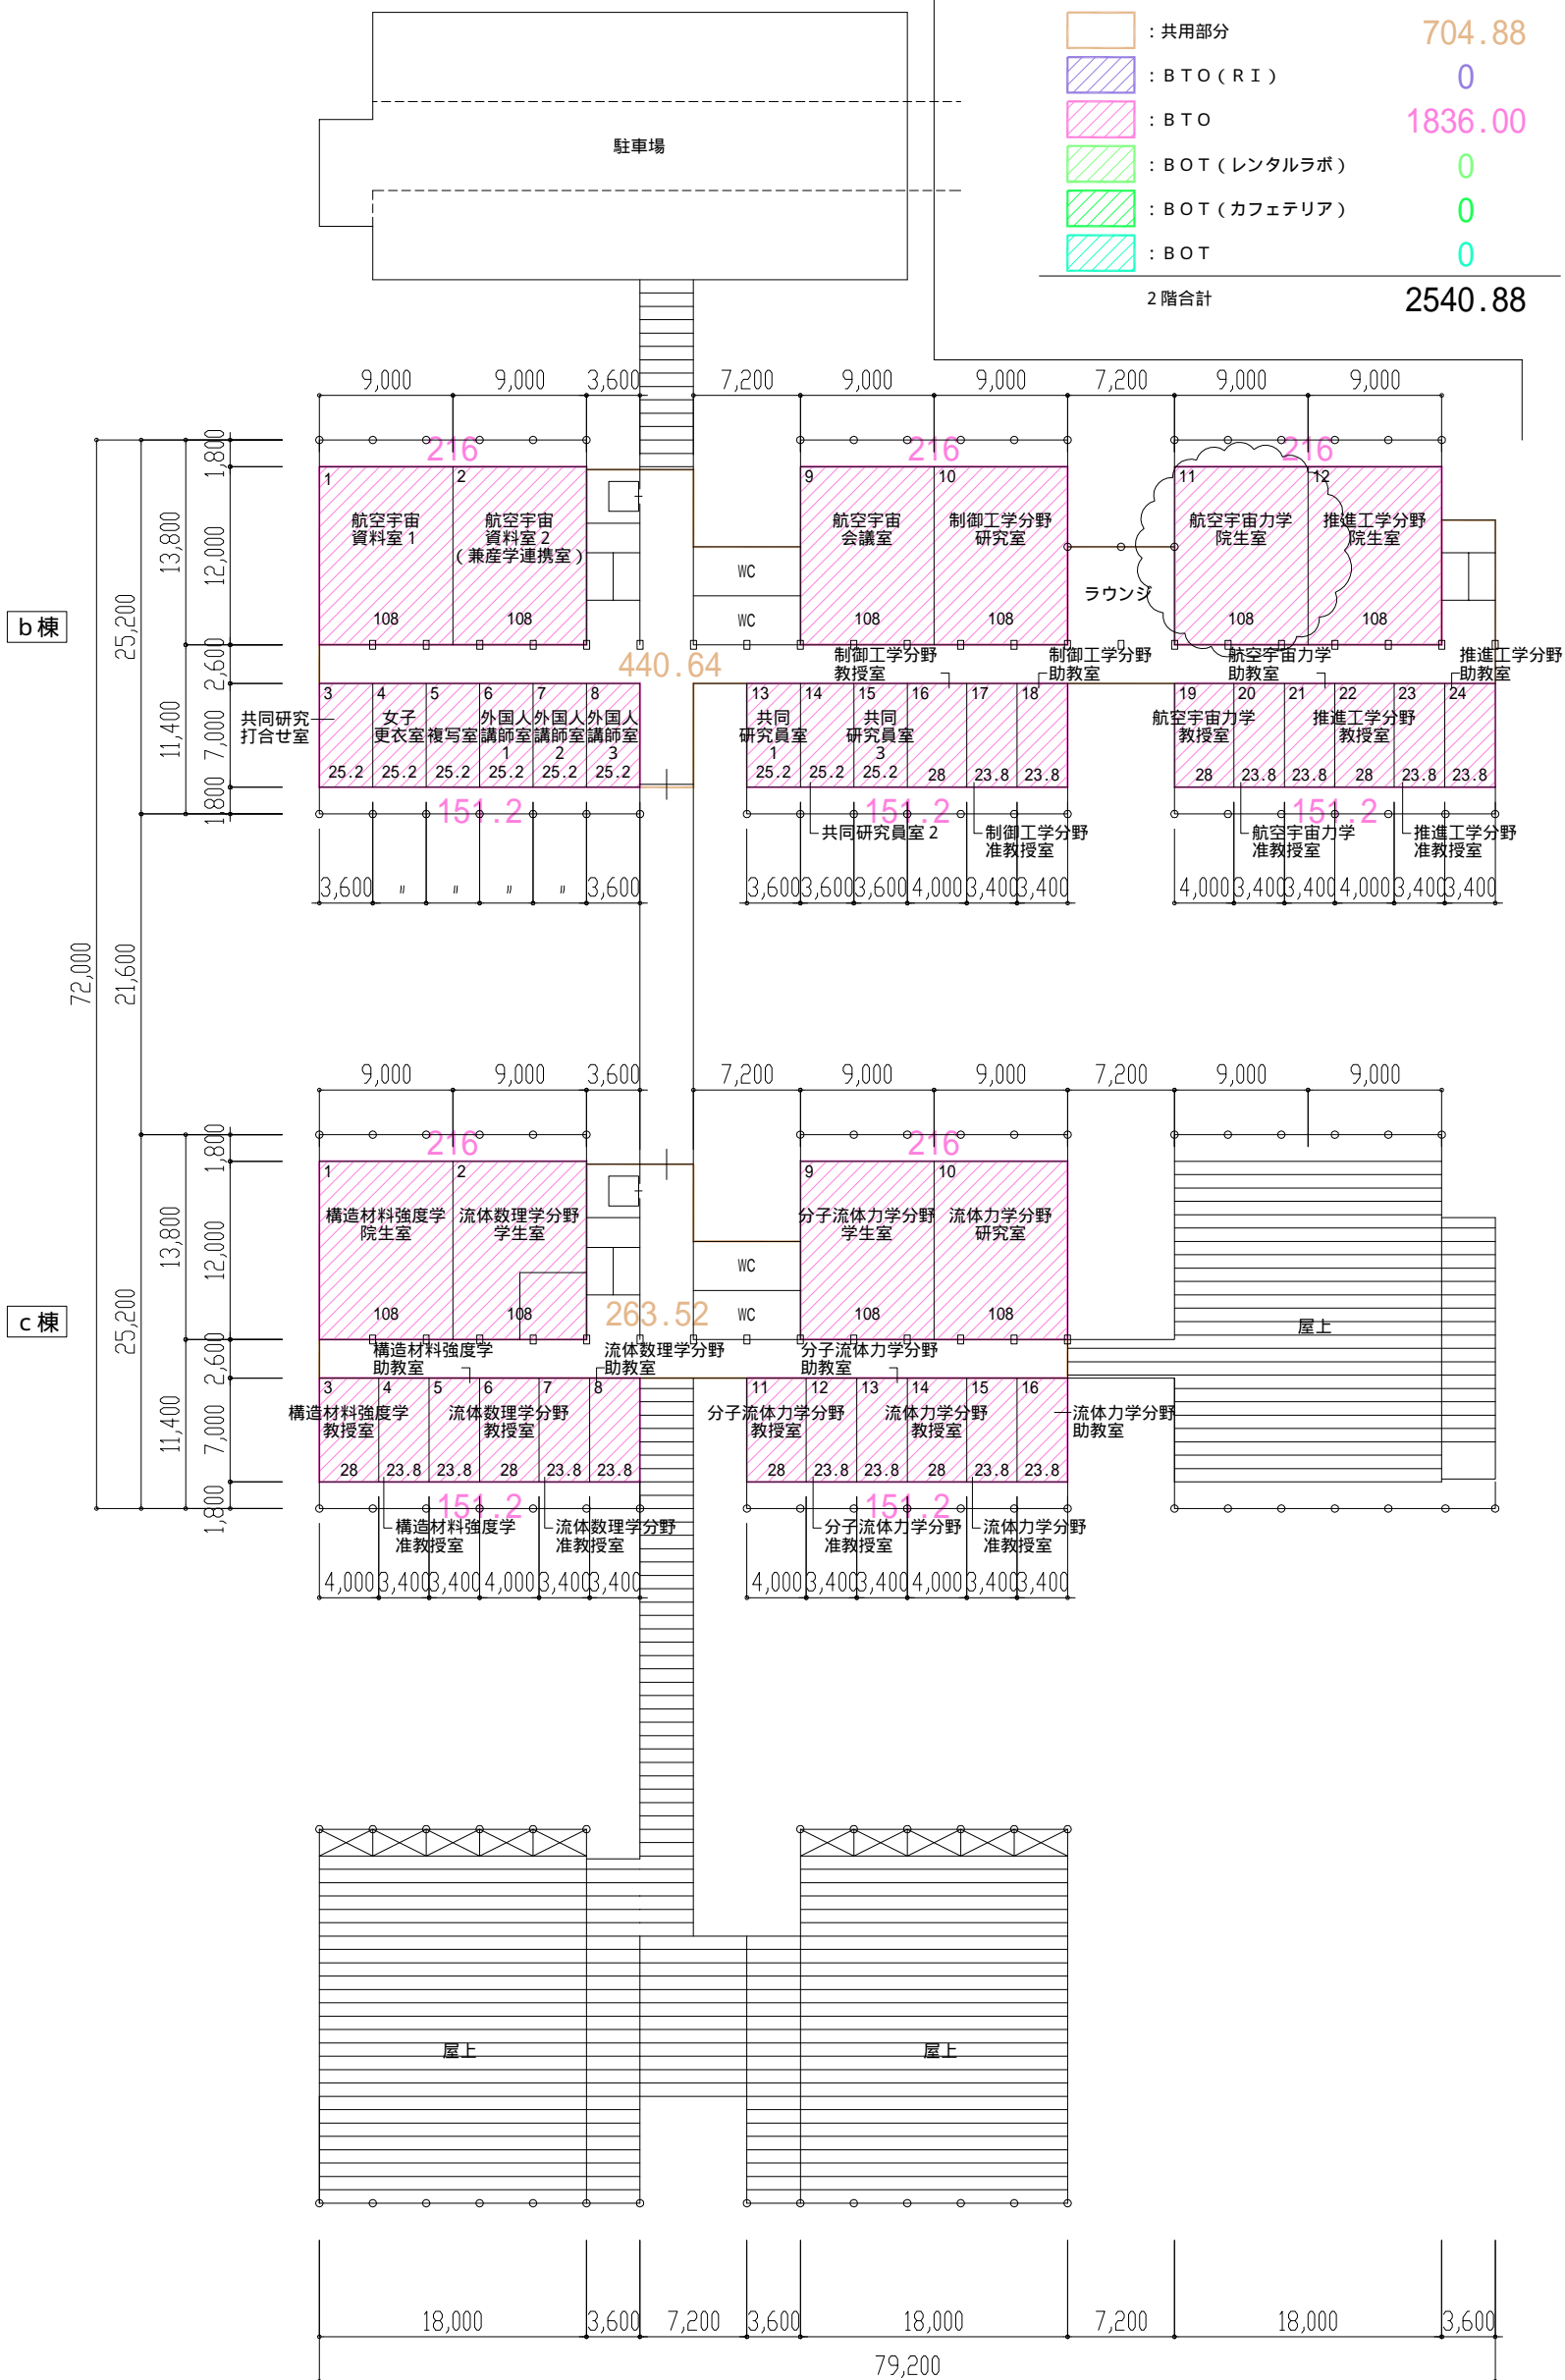 ：共用部分 704.88
：ＢＴＯ（ＲＩ） 0
：ＢＴＯ 1836.00
：ＢＯＴ（レンタルラボ） 0
：ＢＯＴ（カフェテリア） 0
：ＢＯＴ 0
２階合計 2540.88
駐車場
9,000 9,000 3,600 7,200 9,000 9,000 7,200 9,000 9,000
216 216 216
1 2 9 10 11 12
航空宇宙
資料室１
108
航空宇宙
資料室２
（兼産学連携室）
108
WC
WC
航空宇宙
会議室
108
制御工学分野
研究室
108
ラウンジ
航空宇宙力学
院生室
108
推進工学分野
院生室
108
ｂ棟
1,800
13,800
12,000
25,200
2,600
11,400
7,000
1,800
440.64
制御工学分野
教授室
制御工学分野
助教室
航空宇宙力学
助教室
推進工学分野
助教室
共同研究
打合せ室
3 4 5 6 7 8
女子
更衣室
複写室
外国人
講師室
1
外国人
講師室
2
外国人
講師室
3
25.2 25.2 25.2 25.2 25.2 25.2
13 14 15 16 17 18
共同
研究員室
1
共同
研究員室
3
25.2 25.2 25.2 28 23.8 23.8
19 20 21 22 23 24
航空宇宙力学
教授室
推進工学分野
教授室
28 23.8 23.8 28 23.8 23.8
151.2 151.2 151.2
共同研究員室２
制御工学分野
准教授室
航空宇宙力学
准教授室
推進工学分野
准教授室
3,600 〃 〃 〃 〃 3,600 3,600 3,600 3,600 4,000 3,400 3,400 4,000 3,400 3,400 4,000 3,400 3,400
72,000
21,600
9,000 9,000 3,600 7,200 9,000 9,000 7,200 9,000 9,000
216 216
1 2 9 10
構造材料強度学
院生室
108
流体数理学分野
学生室
108
WC
WC
分子流体力学分野
学生室
108
流体力学分野
研究室
108
屋上
ｃ棟
1,800
13,800
12,000
25,200
2,600
11,400
7,000
1,800
263.52
構造材料強度学
助教室
流体数理学分野
助教室
分子流体力学分野
助教室
3 4 5 6 7 8
構造材料強度学
教授室
流体数理学分野
教授室
28 23.8 23.8 28 23.8 23.8
11 12 13 14 15 16
分子流体力学分野
教授室
流体力学分野
教授室
流体力学分野
助教室
28 23.8 23.8 28 23.8 23.8
151.2 151.2
構造材料強度学
准教授室
流体数理学分野
准教授室
分子流体力学分野
准教授室
流体力学分野
准教授室
4,000 3,400 3,400 4,000 3,400 3,400 4,000 3,400 3,400 4,000 3,400 3,400
屋上 屋上
18,000 3,600 7,200 3,600 18,000 7,200 18,000 3,600
79,200